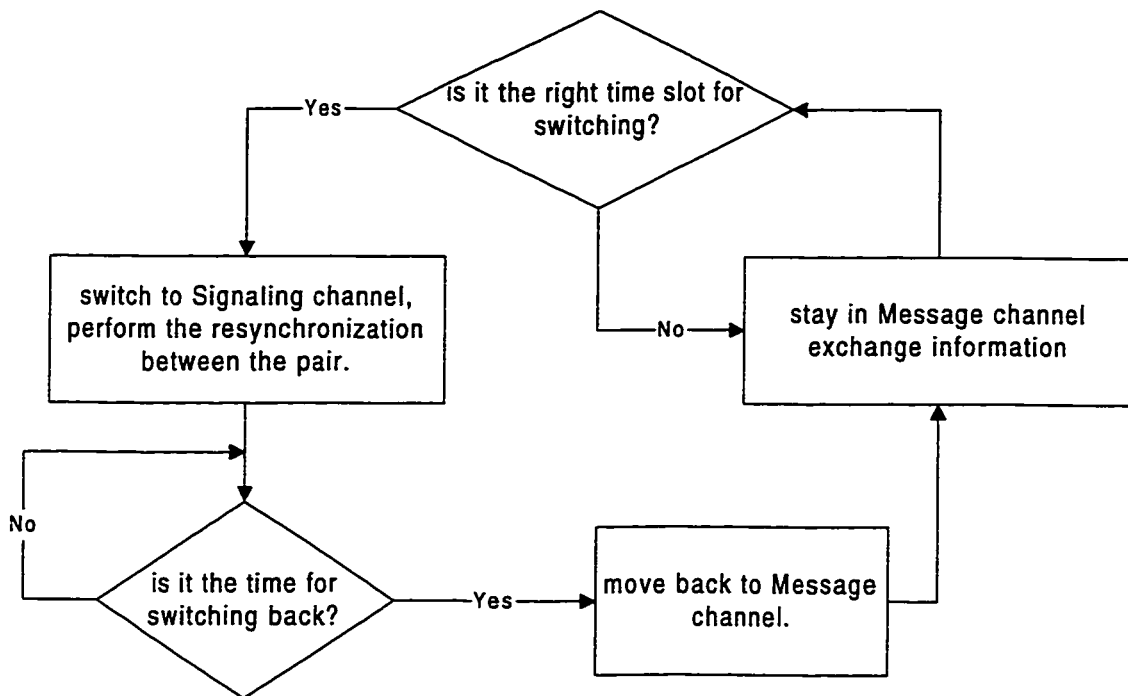 is it the right time slot for
switching?
Yes
switch to Signaling channel,
perform the resynchronization
between the pair.
No
stay in Message channel
exchange information
No
is it the time for
switching back?
Yes
move back to Message
channel.